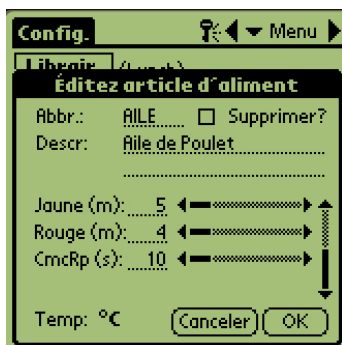 Config. Menu
Librair (Lunch)
Éditez article d´aliment
Abbr.: AILE Supprimer?
Descr: Aile de Poulet
Jaune (m): 5
Rouge (m): 4
CmcRp (s): 10
Temp: °C Canceler OK